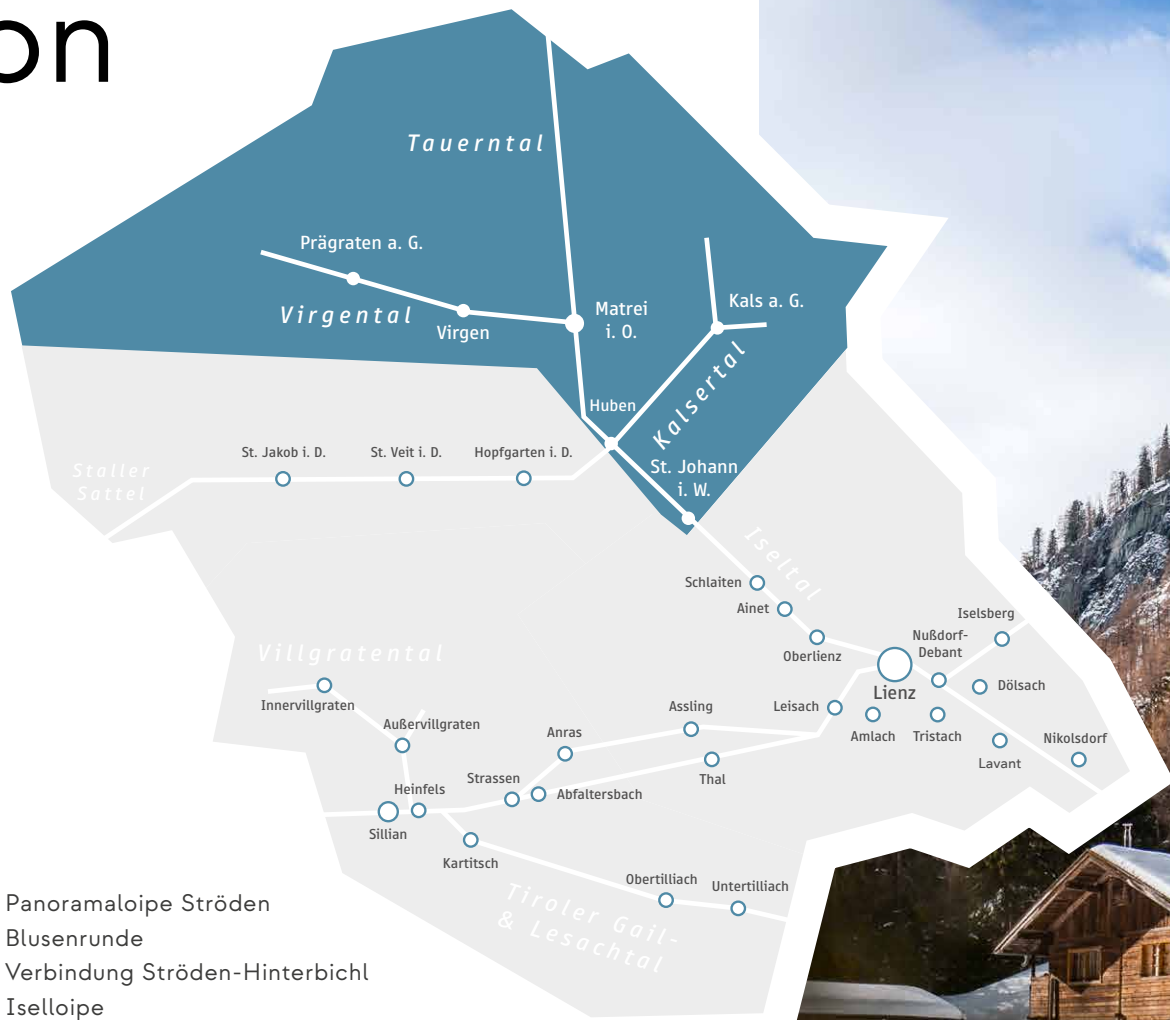 on
Tauerntal
Prägraten a. G.
Virgental
Virgen
Matrei
i. O.
Kals a. G.
Kalsertal
Huben
St. Johann
i. W.
Staller
Sattel
St. Jakob i. D.
St. Veit i. D.
Hopfgarten i. D.
Iseltal
Schlaiten
Ainet
Oberlienz
Iselsberg
Nußdorf-
Debant
Lienz
Dölsach
Villgratental
Innervillgraten
Außervillgraten
Assling
Leisach
Amlach
Tristach
Nikolsdorf
Lavant
Anras
Thal
Strassen
Abfaltersbach
Heinfels
Sillian
Kartitsch
Obertilliach
Untertilliach
Tiroler Gail-
& Lesachtal
Panoramaloipe Ströden
Blusenrunde
Verbindung Ströden-Hinterbichl
Iselloipe